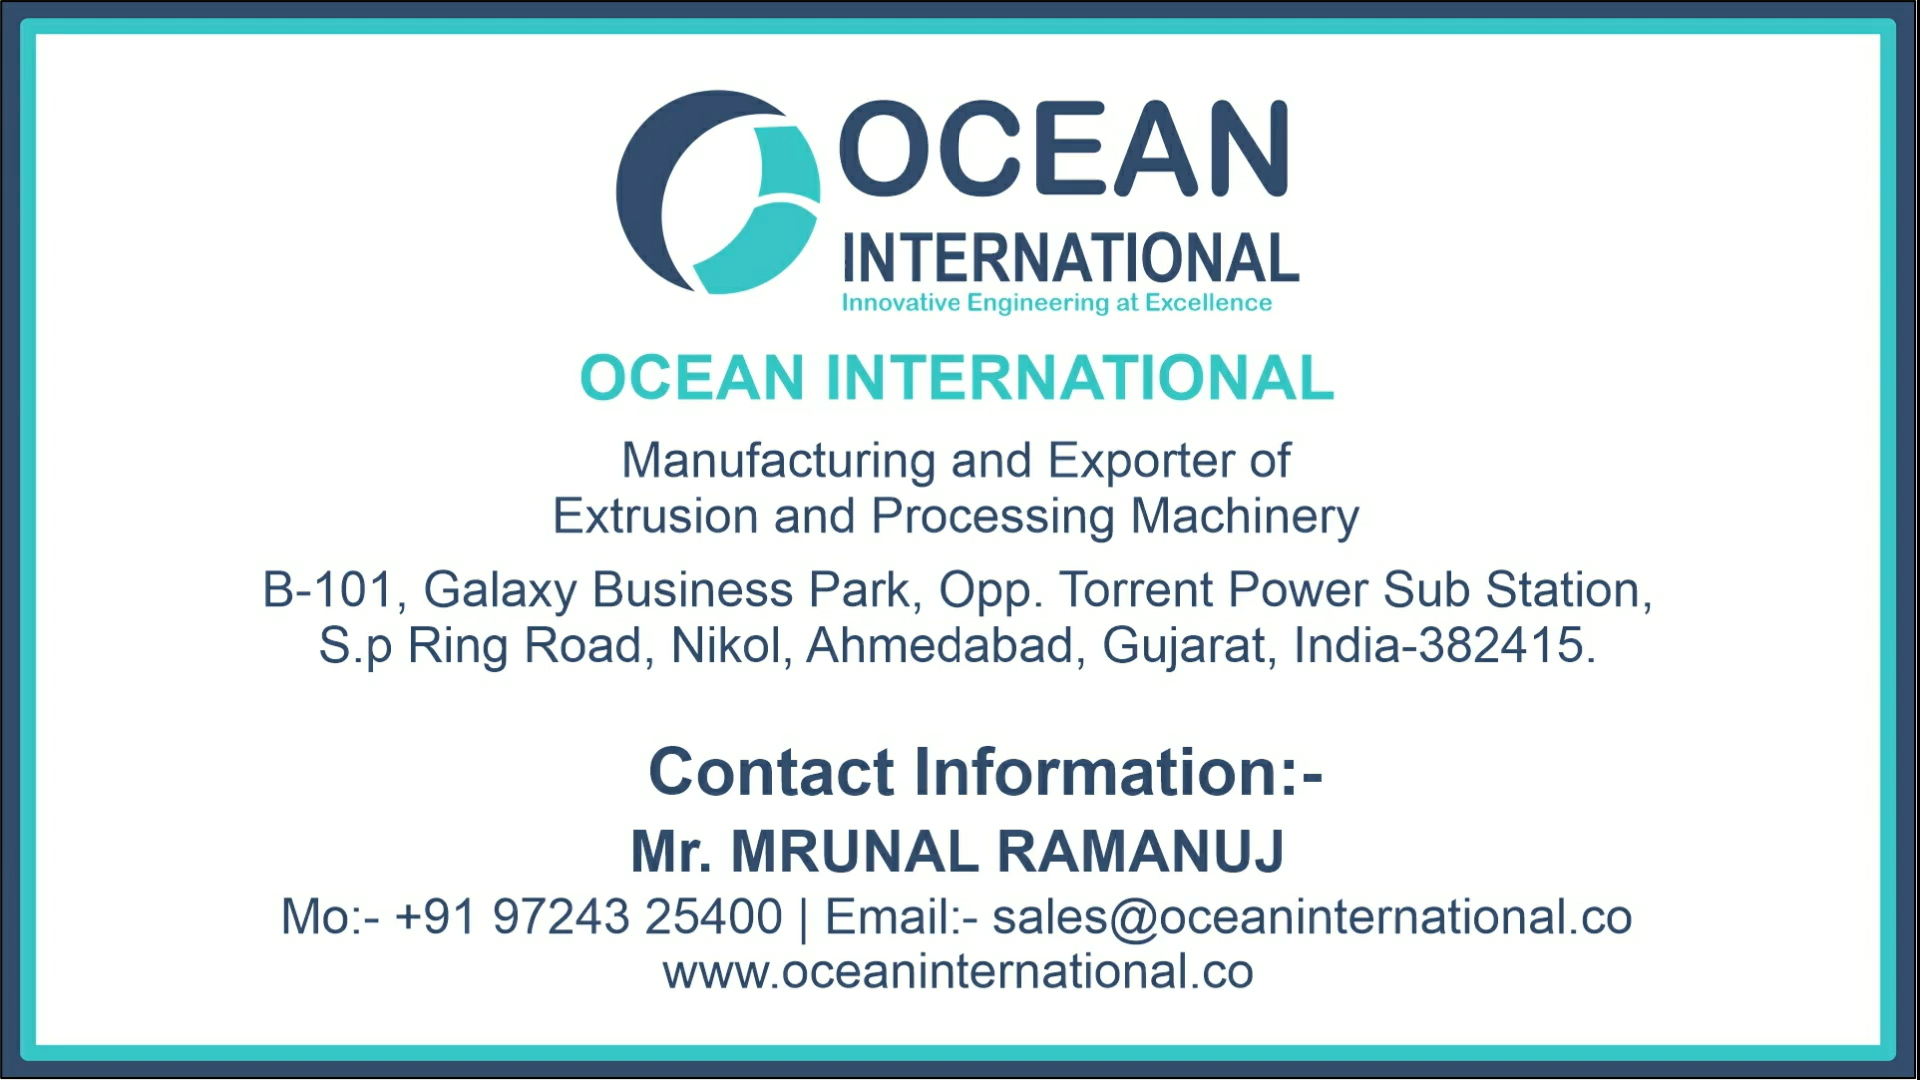 OCEAN
INTERNATIONAL
Innovative Engineering at Excellence
OCEAN INTERNATIONAL
Manufacturing and Exporter of
Extrusion and Processing Machinery
B-101, Galaxy Business Park, Opp. Torrent Power Sub Station,
S.p Ring Road, Nikol, Ahmedabad, Gujarat, India-382415.
Contact Information:-
Mr. MRUNAL RAMANUJ
Mo:- +91 97243 25400 | Email:- sales@oceaninternational.co
www.oceaninternational.co